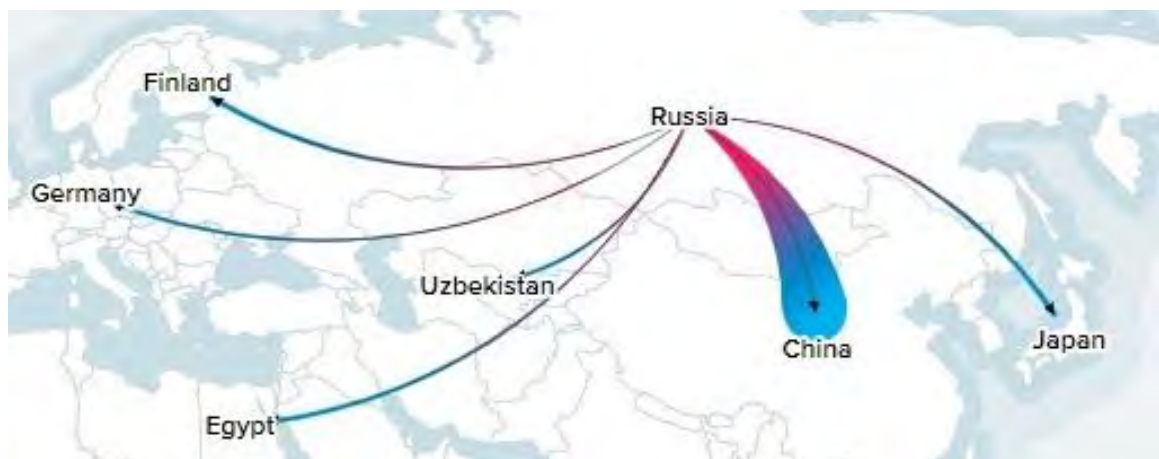 Finland
Russia
Germany
Uzbekistan
China
Japan
Egypt